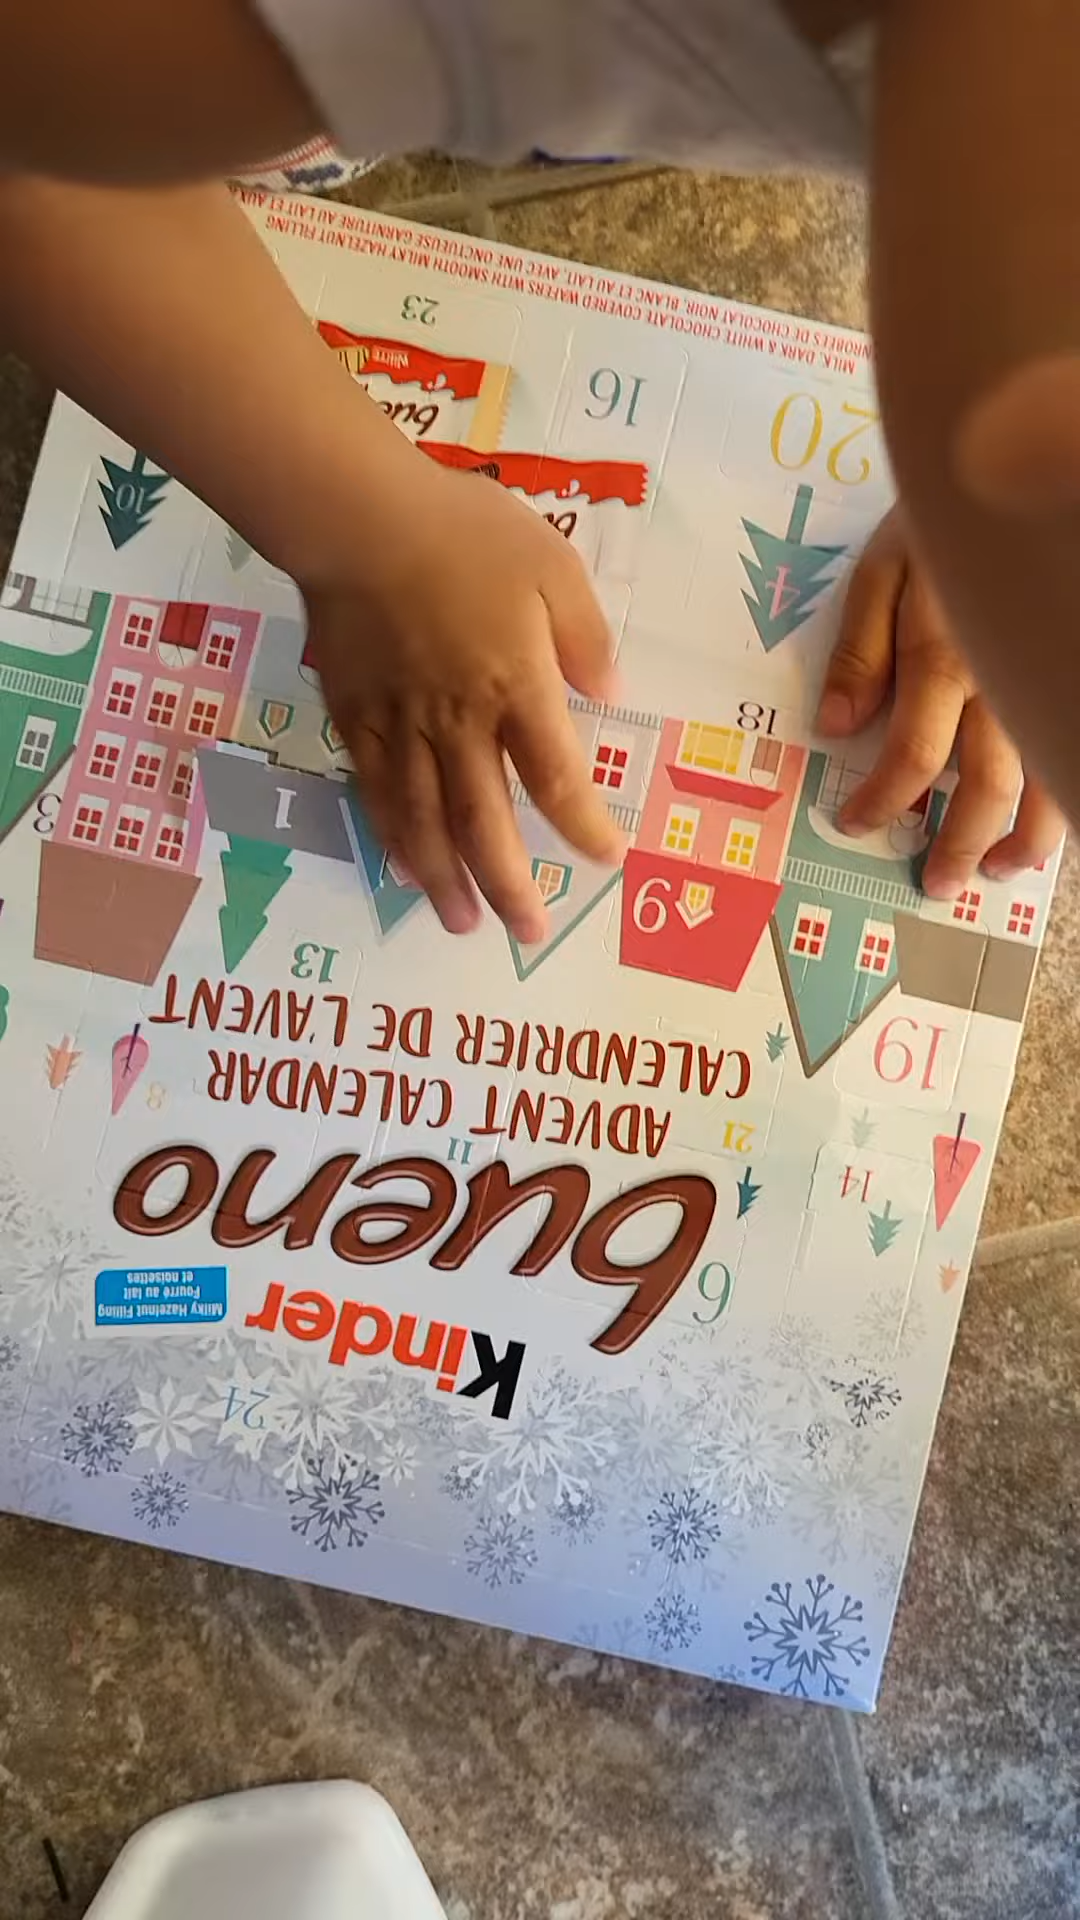 24
Kinder
Milky Hazelnut Filling
Fourré au lait
et noisettes
bueno
6
11
14
ADVENT CALENDAR
21
8
CALENDRIER DE L'AVENT
19
13
9
1
3
18
4
10
bueno
WHITE
20
16
23
MILK, DARK & WHITE CHOCOLATE COVERED WAFERS WITH SMOOTH MILKY HAZELNUT FILLING
NROBÉES DE CHOCOLAT NOIR, BLANC ET AU LAIT, AVEC UNE ONCTUEUSE GARNITURE AU LAIT ET AUX